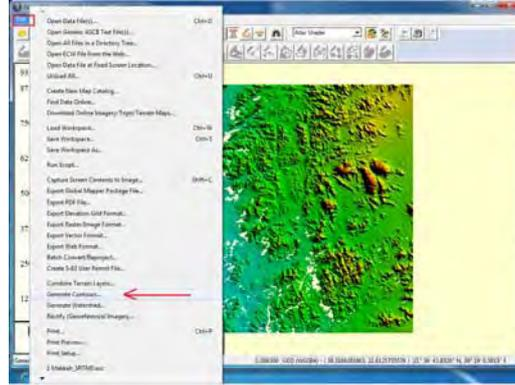 Atlas Shader
Open Data File(s)... Ctrl+O
Open Generic ASCII Text File(s)...
Open All Files in a Directory Tree...
Open ECW File from the Web...
Open Data File at Fixed Screen Location...
Unload All... Ctrl+U
Create New Map Catalog...
Find Data Online...
Download Online Imagery/Topo/Terrain Maps...
Load Workspace... Ctrl+W
Save Workspace... Ctrl+S
Save Workspace As...
Run Script...
Capture Screen Contents to Image... Shift+C
Export Global Mapper Package File...
Export PDF File...
Export Elevation Grid Format...
Export Raster/Image Format...
Export Vector Format...
Export Web Format...
Batch Convert/Reproject...
Create S-63 User Permit File...
Combine Terrain Layers...
Generate Contours...
Generate Watershed...
Rectify (Georeference) Imagery...
Print... Ctrl+P
Print Preview...
Print Setup...